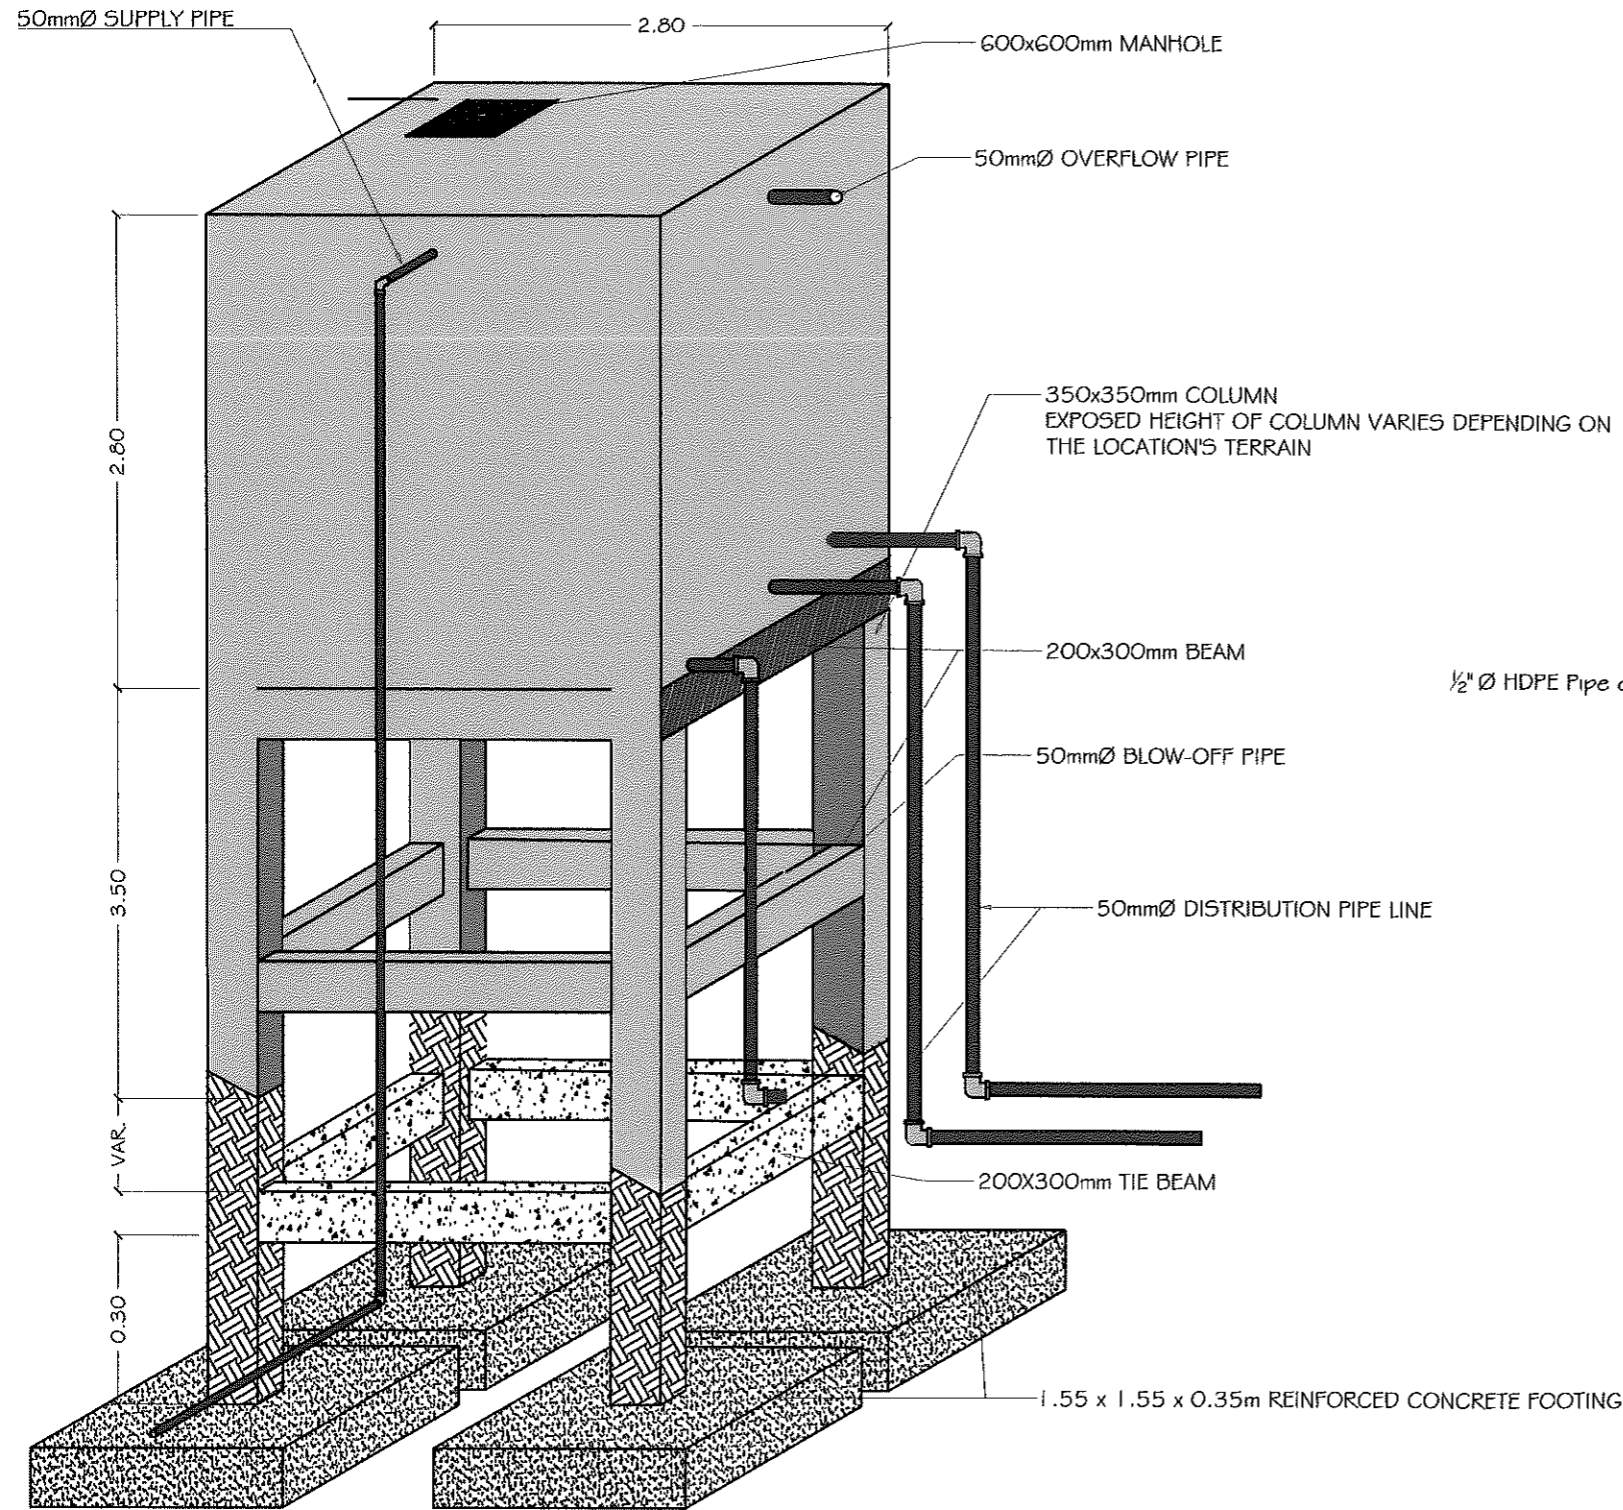 50mmØ SUPPLY PIPE
2.80
600x600mm MANHOLE
50mmØ OVERFLOW PIPE
350x350mm COLUMN
EXPOSED HEIGHT OF COLUMN VARIES DEPENDING ON
THE LOCATION'S TERRAIN
2.80
200x300mm BEAM
½" Ø HDPE Pipe
50mmØ BLOW-OFF PIPE
3.50
50mmØ DISTRIBUTION PIPE LINE
VAR.
200X300mm TIE BEAM
0.30
1.55 x 1.55 x 0.35m REINFORCED CONCRETE FOOTING